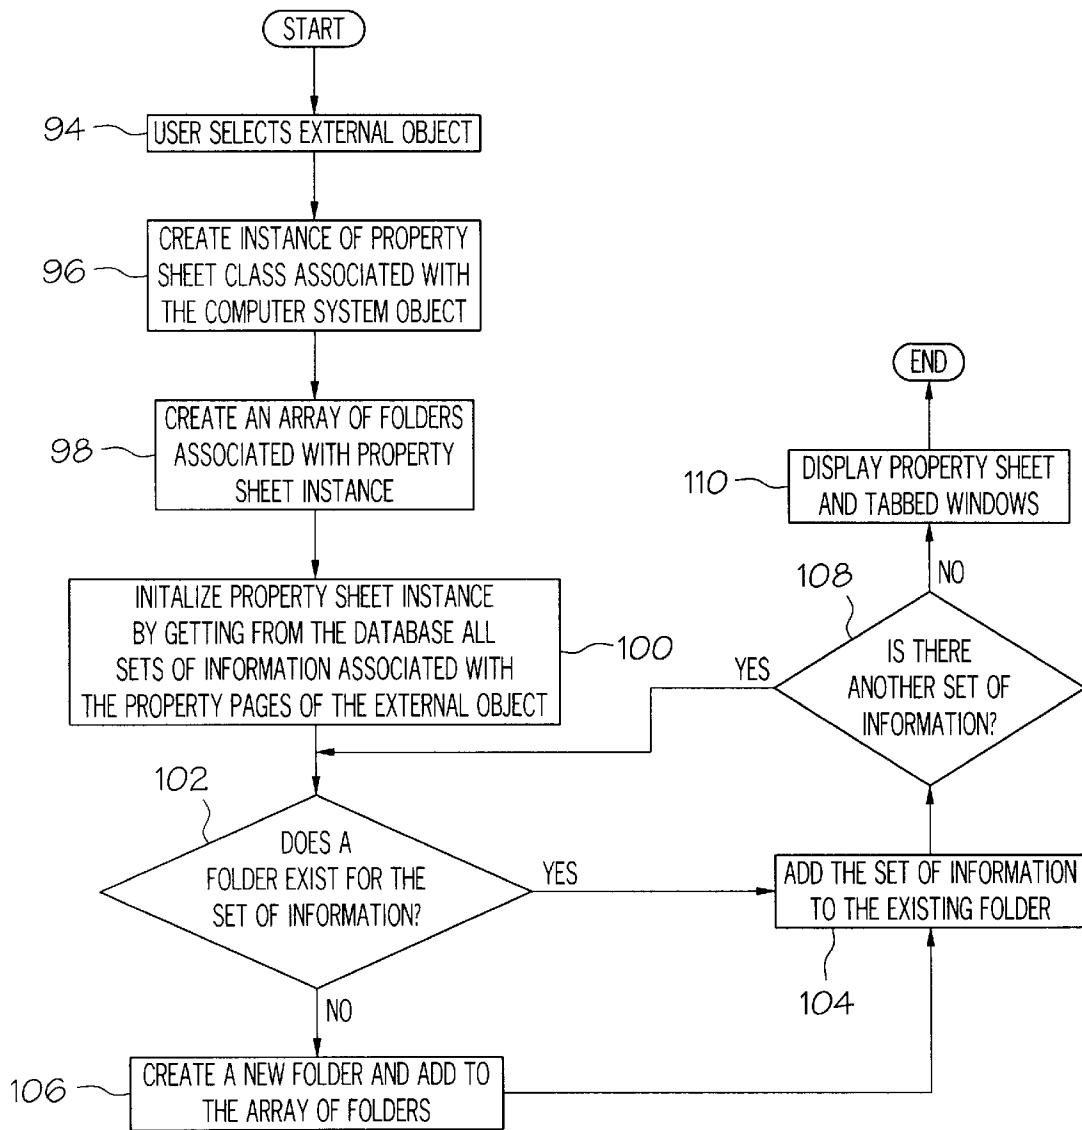 START
94
USER SELECTS EXTERNAL OBJECT
96
CREATE INSTANCE OF PROPERTY
SHEET CLASS ASSOCIATED WITH
THE COMPUTER SYSTEM OBJECT
98
CREATE AN ARRAY OF FOLDERS
ASSOCIATED WITH PROPERTY
SHEET INSTANCE
100
INITALIZE PROPERTY SHEET INSTANCE
BY GETTING FROM THE DATABASE ALL
SETS OF INFORMATION ASSOCIATED WITH
THE PROPERTY PAGES OF THE EXTERNAL OBJECT
102
DOES A
FOLDER EXIST FOR THE
SET OF INFORMATION?
YES
NO
106
CREATE A NEW FOLDER AND ADD TO
THE ARRAY OF FOLDERS
ADD THE SET OF INFORMATION
TO THE EXISTING FOLDER
104
108
IS THERE
ANOTHER SET OF
INFORMATION?
YES
NO
110
DISPLAY PROPERTY SHEET
AND TABBED WINDOWS
END